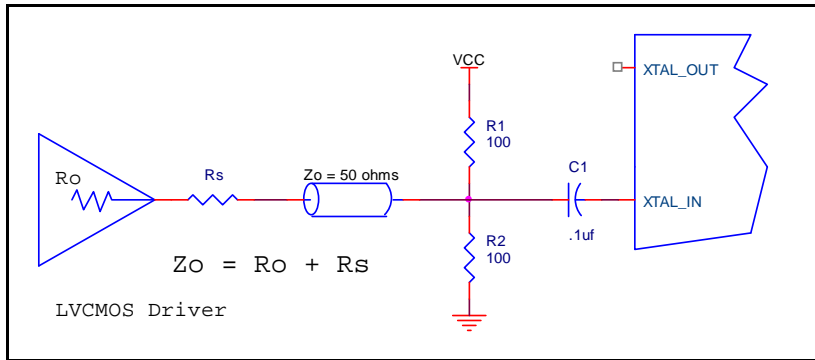 VCC
XTAL_OUT
R1
100
Ro
Rs
Zo = 50 ohms
C1
XTAL_IN
.1uf
R2
100
Zo = Ro + Rs
LVCMOS Driver